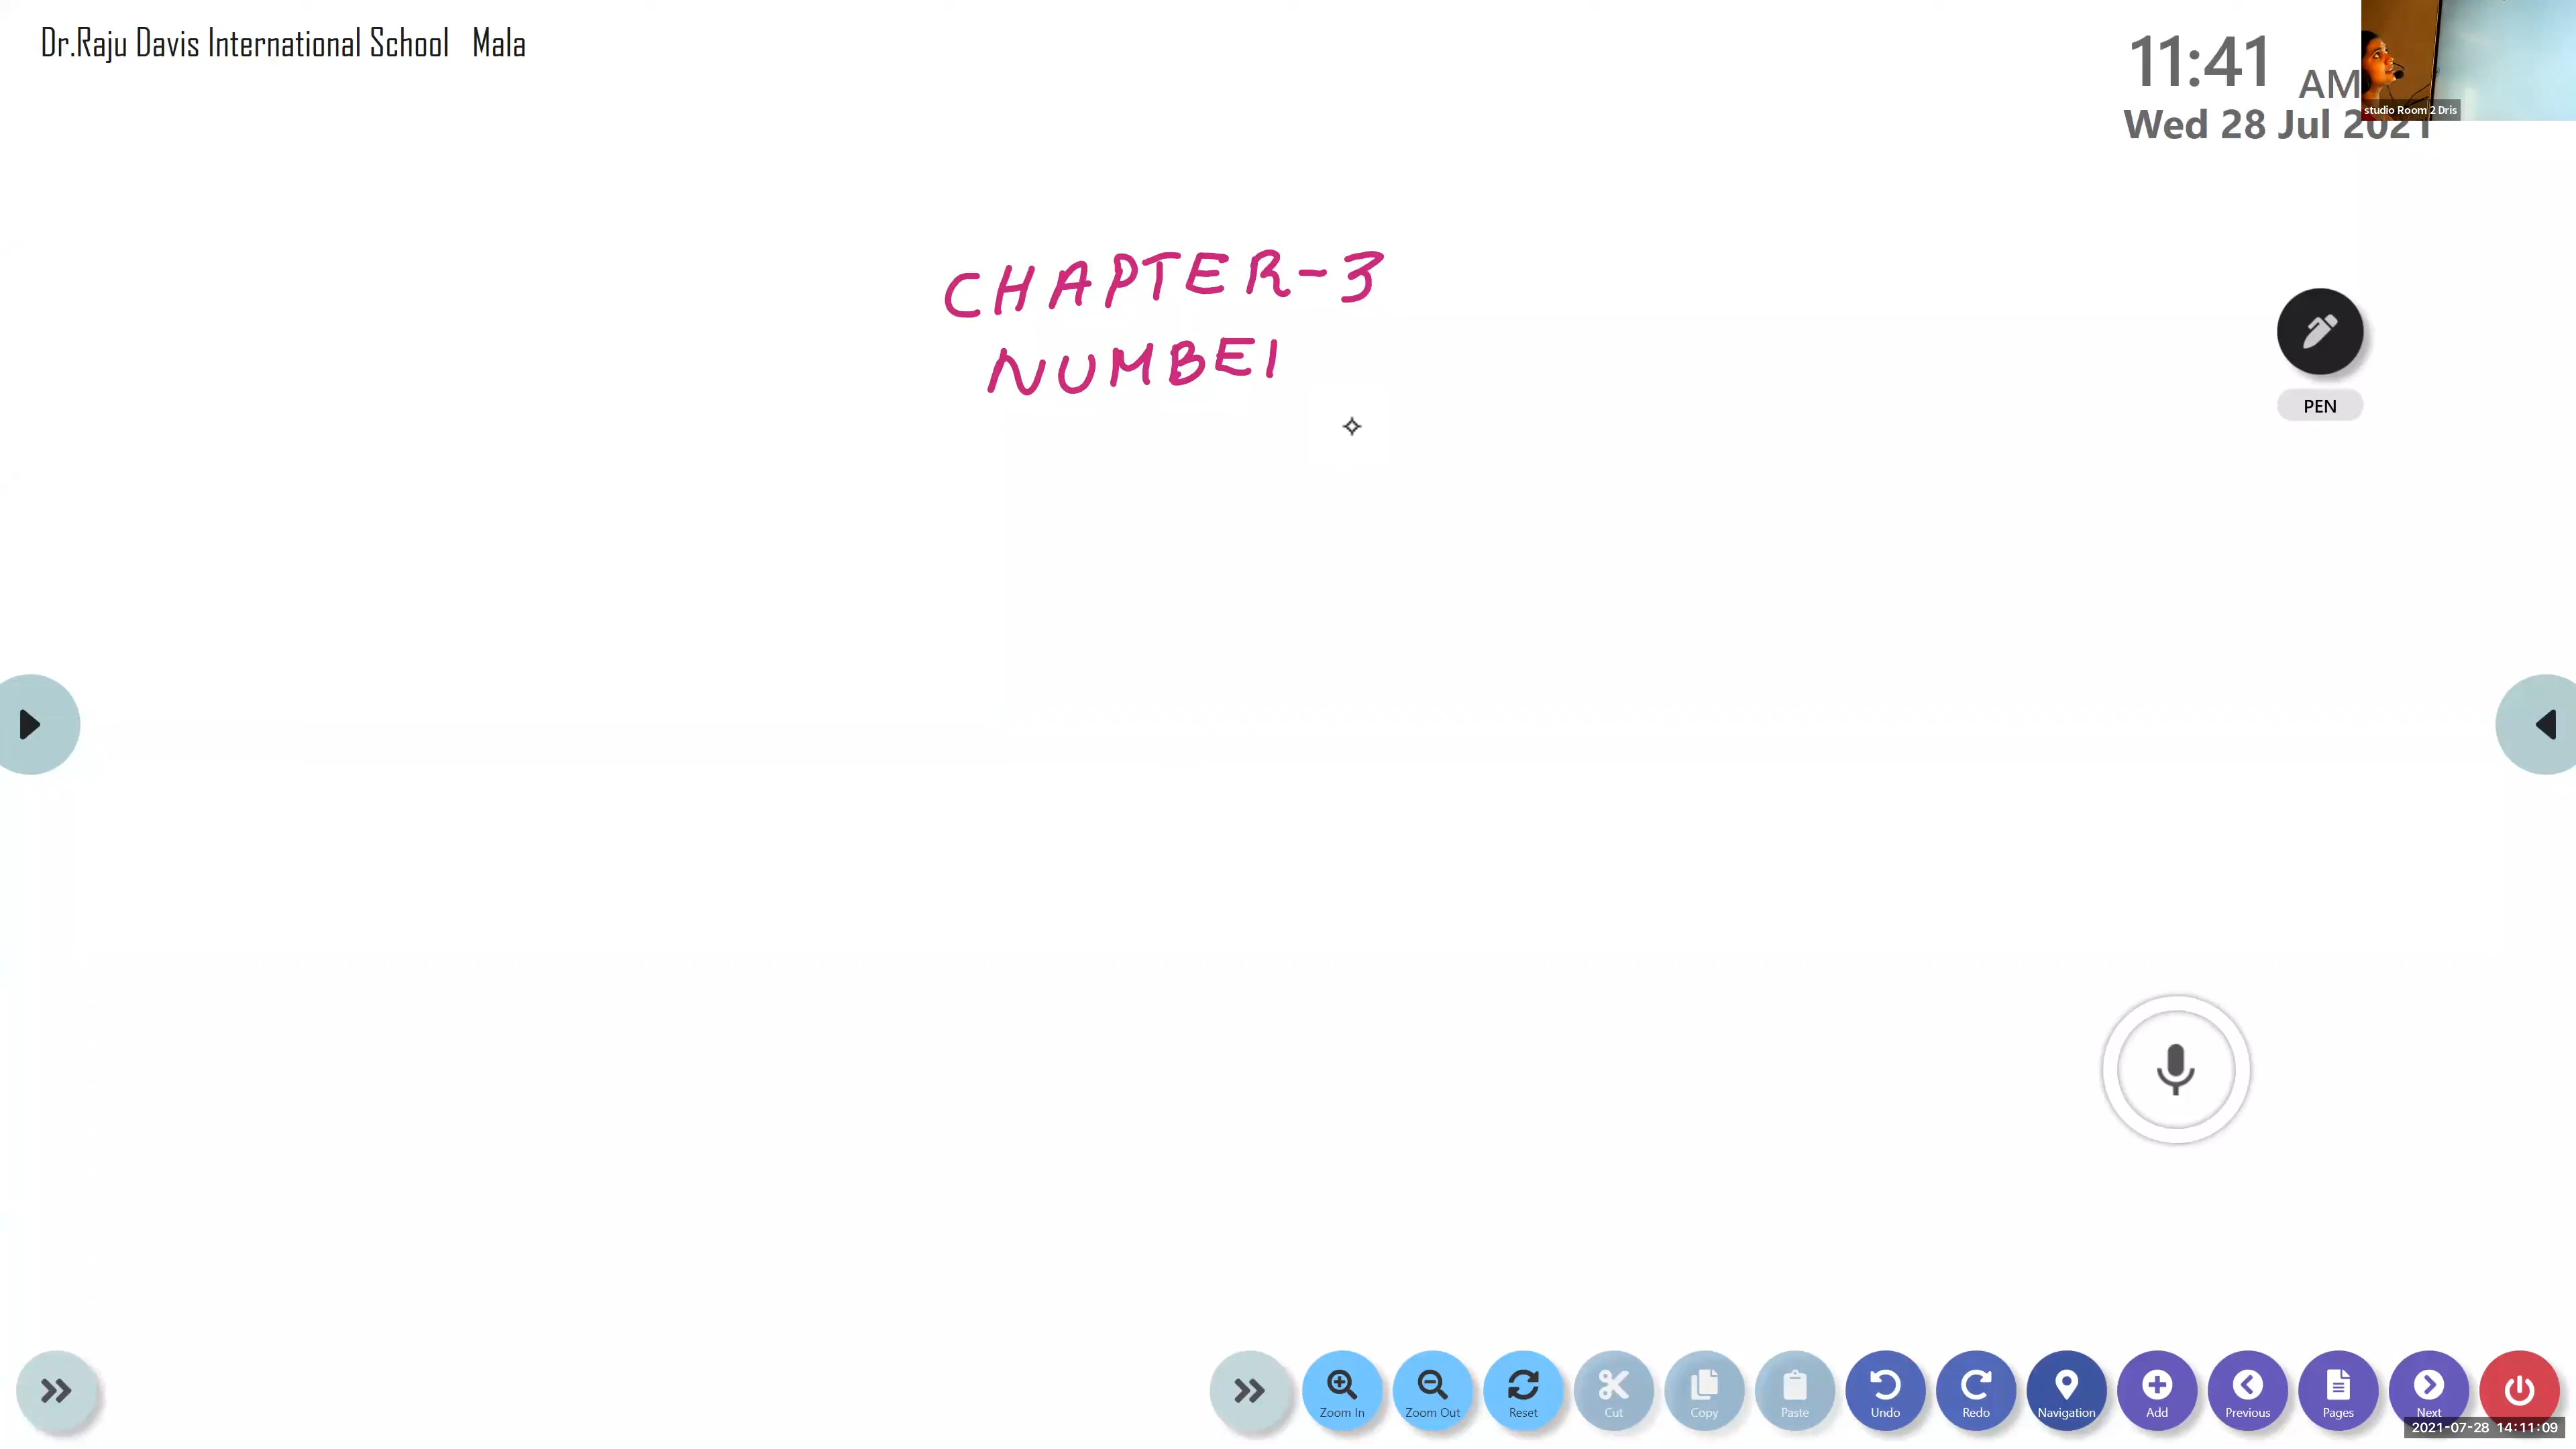 Dr.Raju Davis International School Mala
11:41 AM
studio Room 2 Dris
Wed 28 Jul 2021
CHAPTER-3
NUMBEI
PEN
Zoom In Zoom Out Reset Cut Copy Paste Undo Redo Navigation Add Previous Pages Next
2021-07-28 14:11:09